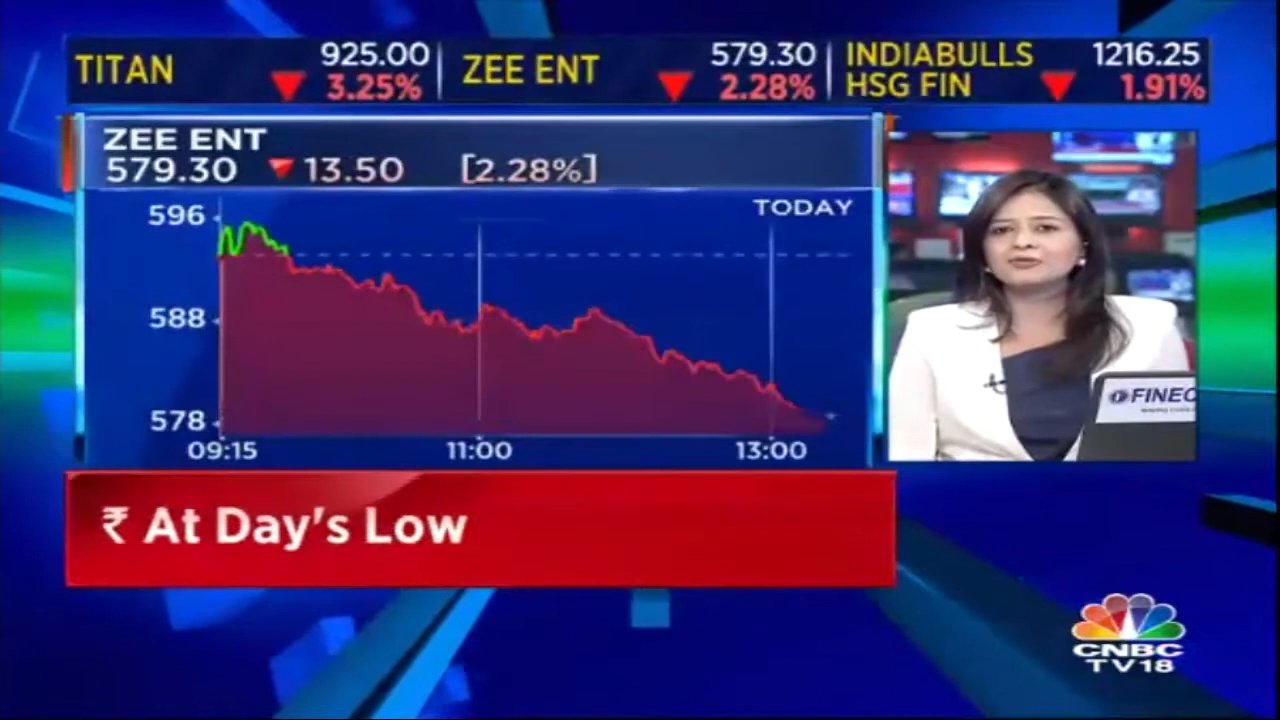 TITAN
925.00
▼ 3.25%
ZEE ENT
579.30
▼ 2.28%
INDIABULLS
HSG FIN
1216.25
▼ 1.91%
ZEE ENT
579.30 ▼ 13.50 [2.28%]
TODAY
596
588
578
09:15 11:00 13:00
FINEO
₹ At Day's Low
CNBC
TV18